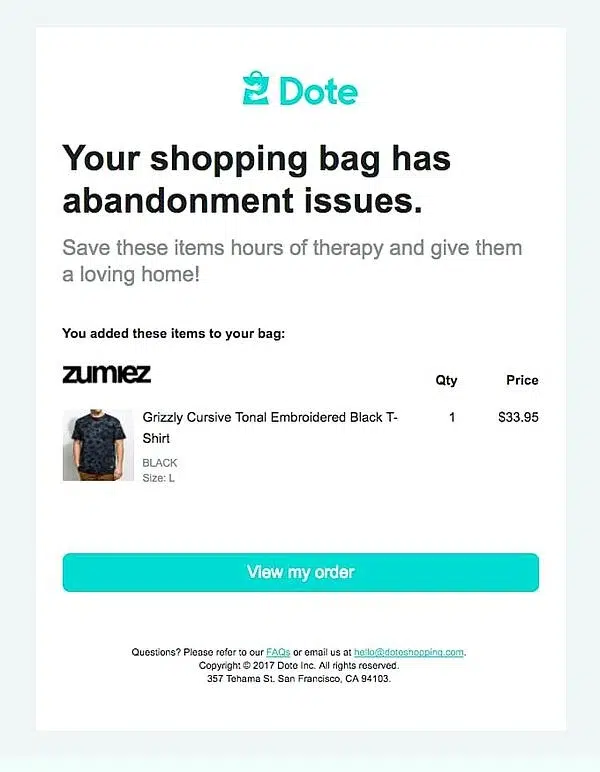 Dote
Your shopping bag has
abandonment issues.
Save these items hours of therapy and give them
a loving home!
You added these items to your bag:
zumiez
Qty Price
Grizzly Cursive Tonal Embroidered Black T-
Shirt
1 $33.95
BLACK
Size: L
View my order
Questions? Please refer to our FAQs or email us at hello@doteshopping.com.
Copyright © 2017 Dote Inc. All rights reserved.
357 Tehama St. San Francisco, CA 94103.